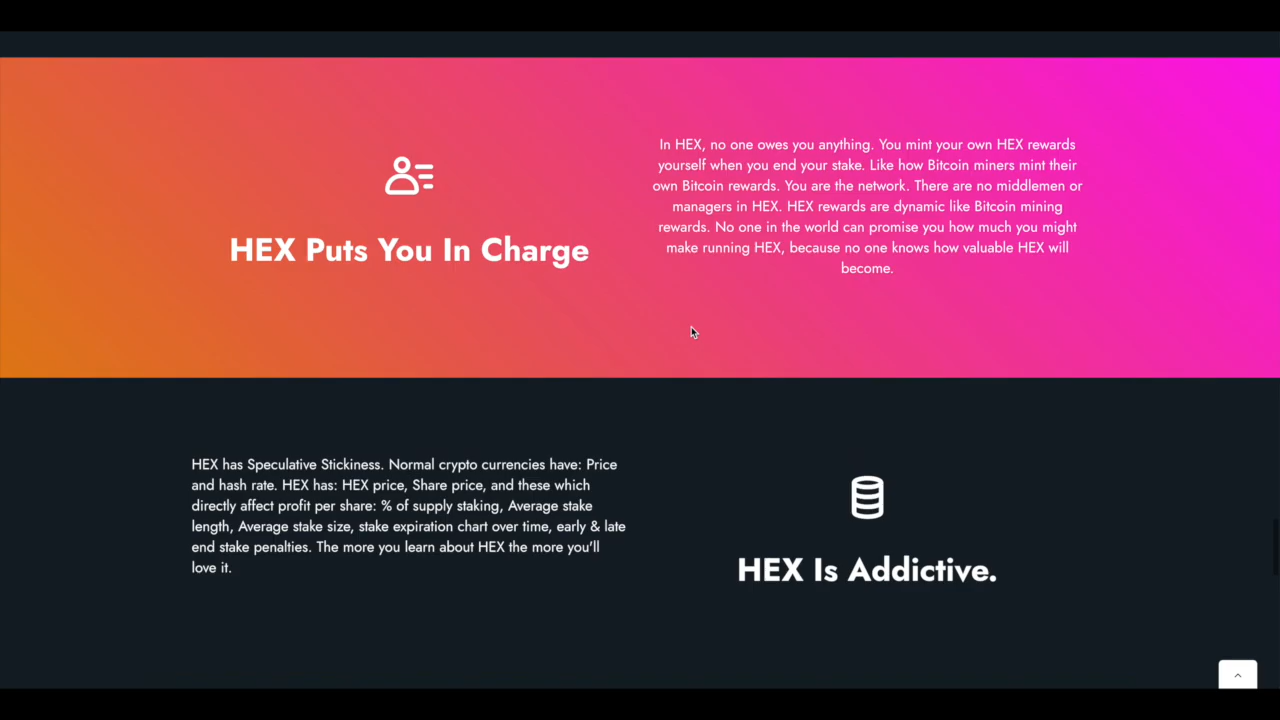 HEX Puts You In Charge
In HEX, no one owes you anything. You mint your own HEX rewards
yourself when you end your stake. Like how Bitcoin miners mint their
own Bitcoin rewards. You are the network. There are no middlemen or
managers in HEX. HEX rewards are dynamic like Bitcoin mining
rewards. No one in the world can promise you how much you might
make running HEX, because no one knows how valuable HEX will
become.
HEX has Speculative Stickiness. Normal crypto currencies have: Price
and hash rate. HEX has: HEX price, Share price, and these which
directly affect profit per share: % of supply staking, Average stake
length, Average stake size, stake expiration chart over time, early & late
end stake penalties. The more you learn about HEX the more you'll
love it.
HEX Is Addictive.